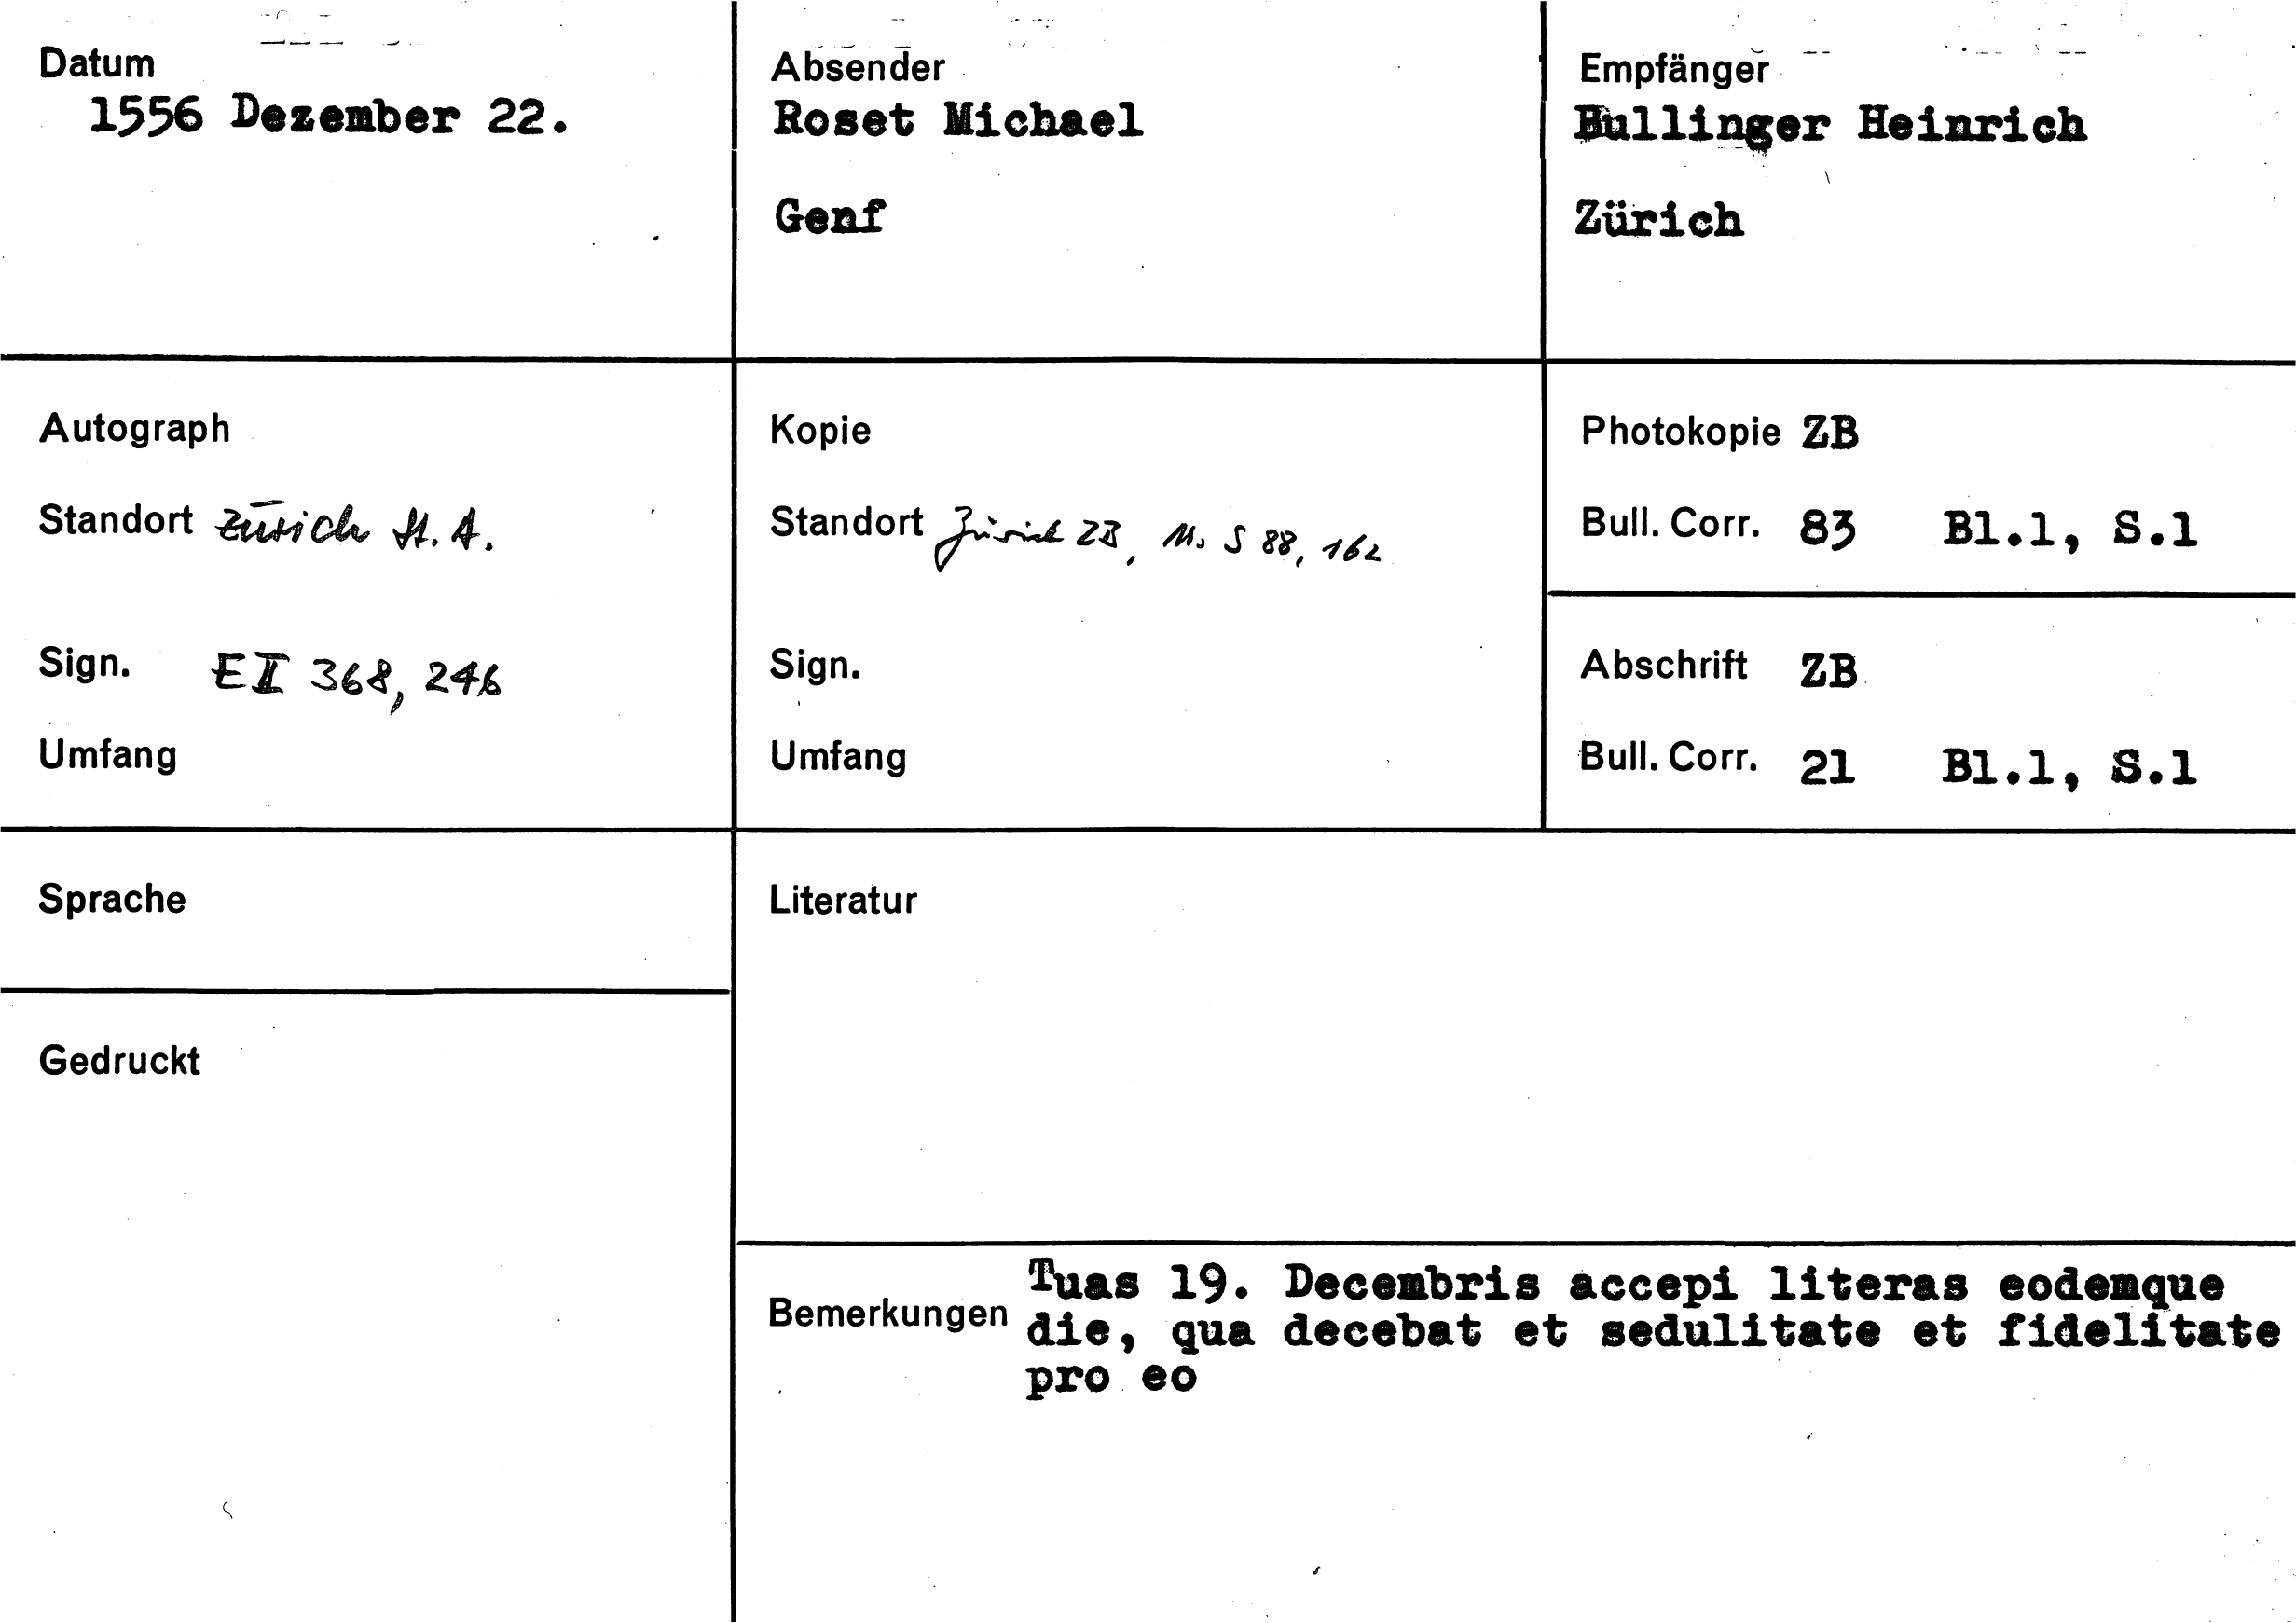 Datum
1556 Dezember 22.
Absender
Roset Michael
Genf
Empfänger
Bullinger Heinrich
Zürich
Autograph
Standort Zürich St. A.
Sign. E II 368, 246
Umfang
Kopie
Standort Zürich ZB, Ms S 88, 162
Sign.
Umfang
Photokopie ZB
Bull. Corr. 83 Bl.1, S.1
Abschrift ZB
Bull. Corr. 21 Bl.1, S.1
Sprache
Gedruckt
Literatur
Bemerkungen
Tuas 19. Decembris accepi literas eodemque
die, qua decebat et sedulitate et fidelitate
pro eo